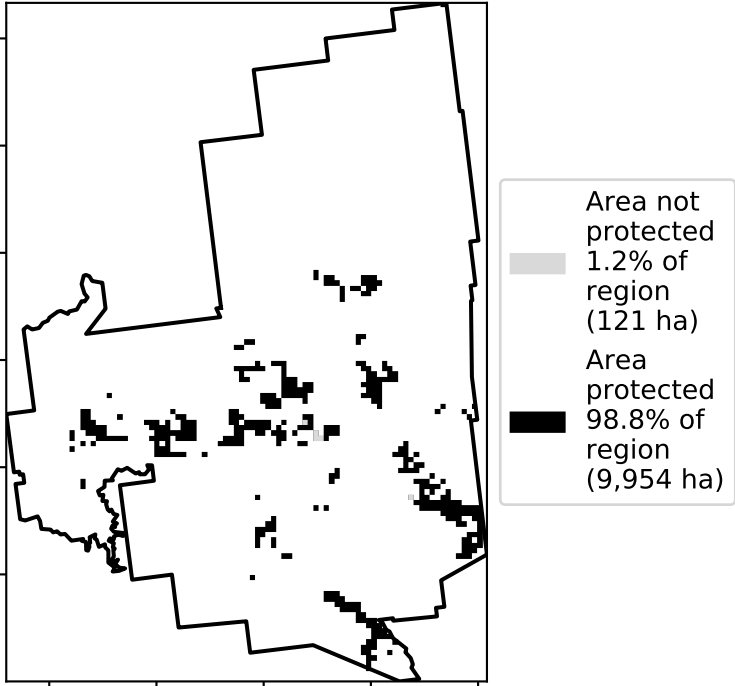 Area not
protected
1.2% of
region
(121 ha)
Area
protected
98.8% of
region
(9,954 ha)